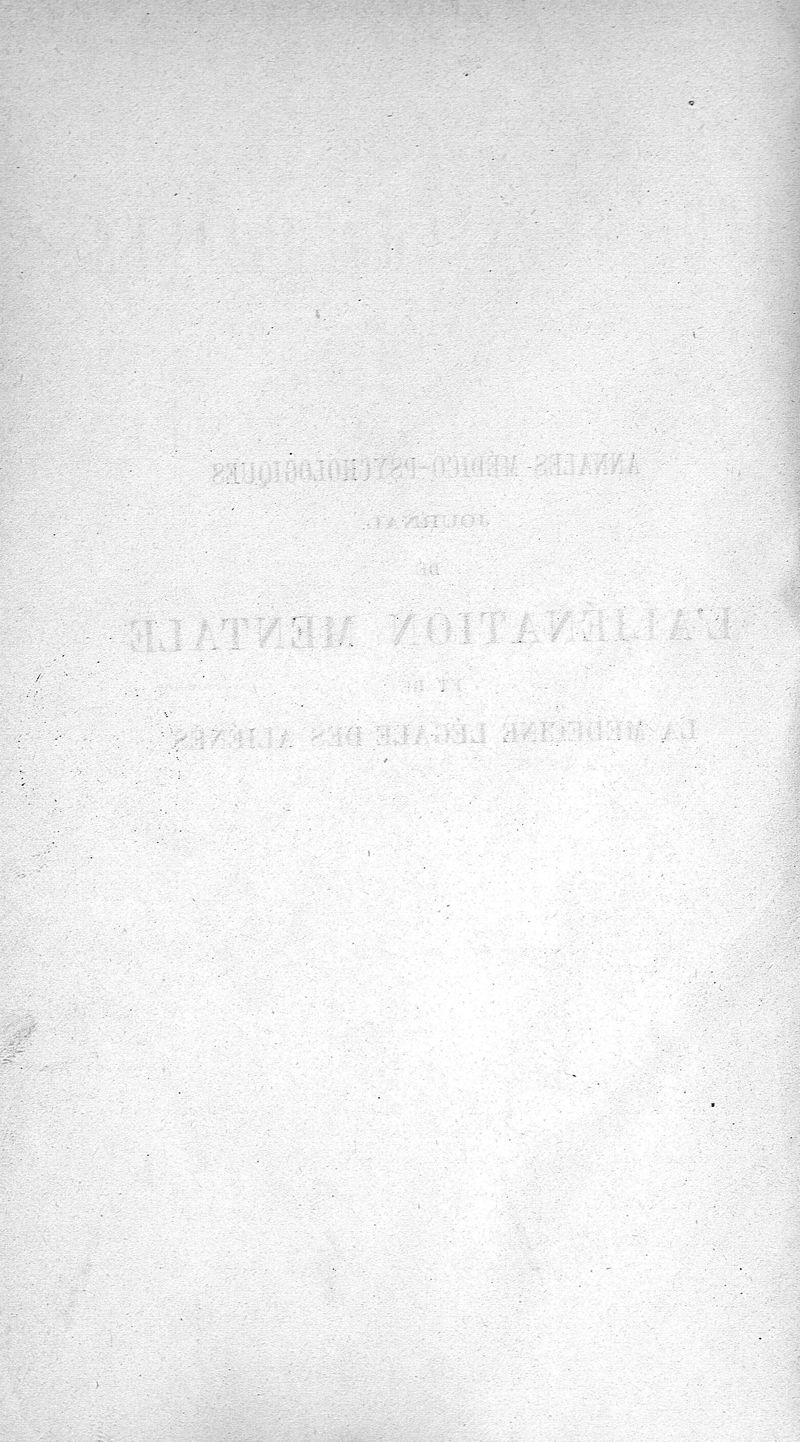 ANNALES MÉDICO-PSYCHOLOGIQUES
JOURNAL
DE
L'ALIÉNATION MENTALE
ET DE
LA MÉDECINE LÉGALE DES ALIÉNÉS